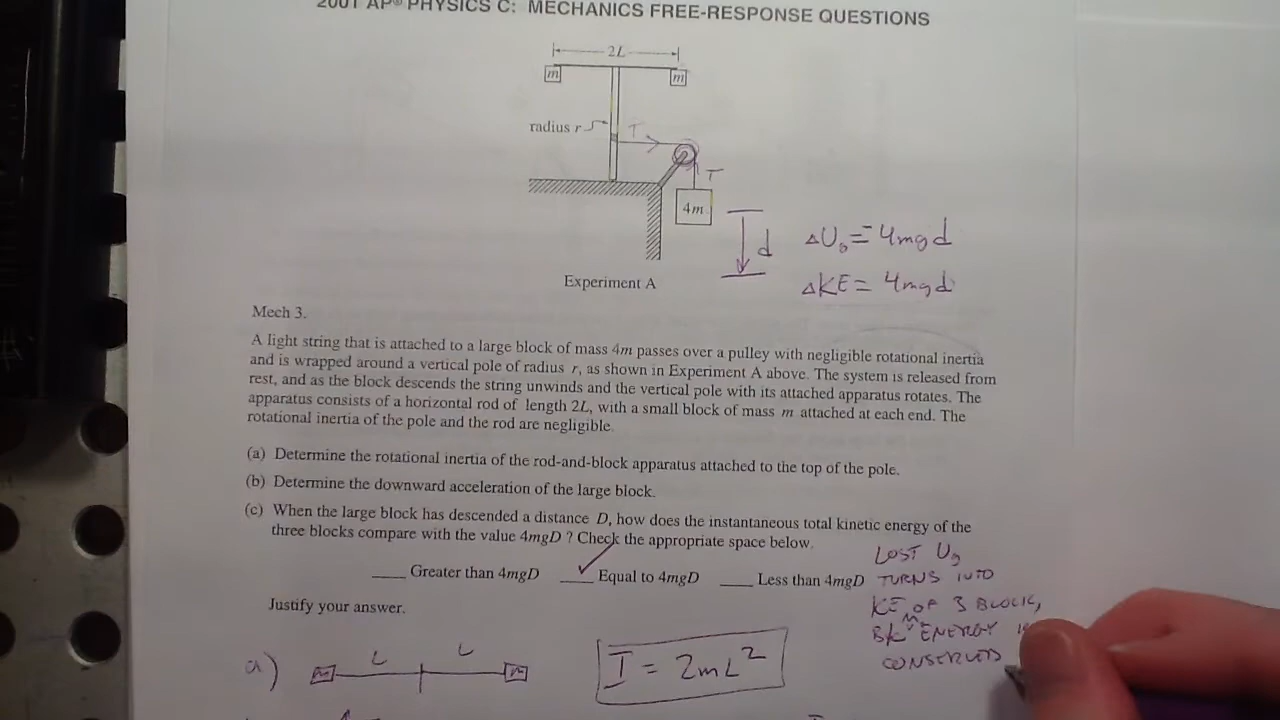 2001 AP® PHYSICS C: MECHANICS FREE-RESPONSE QUESTIONS
2L
m
m
radius r
T
T
4m
d
ΔUg = -4mgd
ΔKE = 4mgd
Experiment A
Mech 3.
A light string that is attached to a large block of mass 4m passes over a pulley with negligible rotational inertia
and is wrapped around a vertical pole of radius r, as shown in Experiment A above. The system is released from
rest, and as the block descends the string unwinds and the vertical pole with its attached apparatus rotates. The
apparatus consists of a horizontal rod of length 2L, with a small block of mass m attached at each end. The
rotational inertia of the pole and the rod are negligible.
(a) Determine the rotational inertia of the rod-and-block apparatus attached to the top of the pole.
(b) Determine the downward acceleration of the large block.
(c) When the large block has descended a distance D, how does the instantaneous total kinetic energy of the
three blocks compare with the value 4mgD ? Check the appropriate space below.
____ Greater than 4mgD ✓ Equal to 4mgD ____ Less than 4mgD
Justify your answer.
LOST Ug
TURNS INTO
KE OF 3 BLOCK,
B/C ENERGY
CONSERVED
a)
L
L
m
m
I = 2mL²